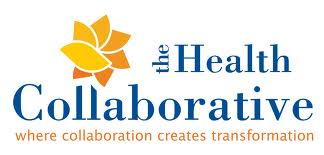 the Health
Collaborative
where collaboration creates transformation